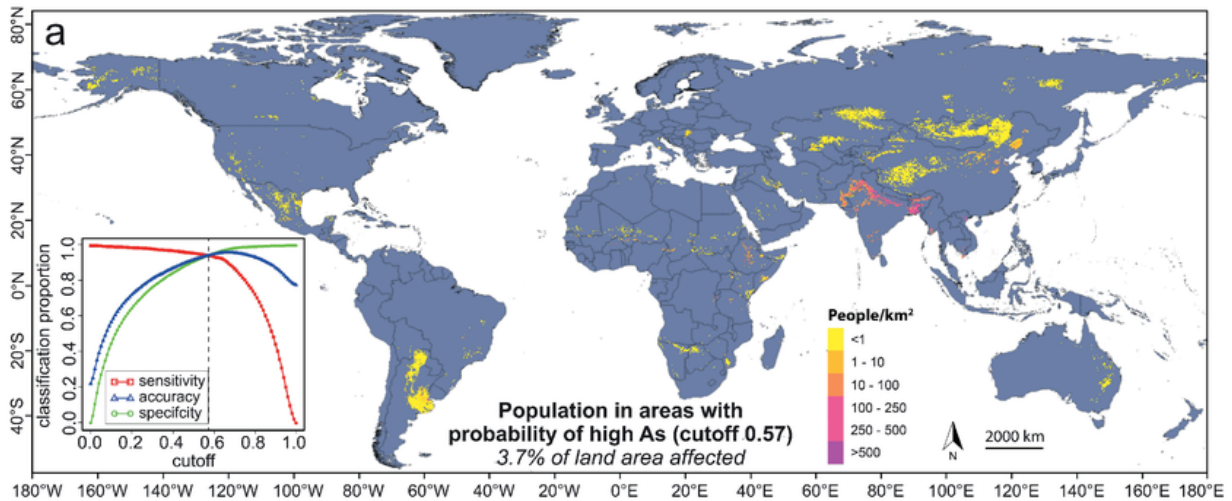 a
80°N
60°N
40°N
20°N
0°N
20°S
40°S
180°W 160°W 140°W 120°W 100°W 80°W 60°W 40°W 20°W 0°E 20°E 40°E 60°E 80°E 100°E 120°E 140°E 160°E 180°E
classification proportion
1.0
0.8
0.6
0.4
0.2
0.0
sensitivity
accuracy
specifcity
0.0 0.2 0.4 0.6 0.8 1.0
cutoff
Population in areas with
probability of high As (cutoff 0.57)
3.7% of land area affected
People/km²
<1
1 - 10
10 - 100
100 - 250
250 - 500
>500
N
2000 km